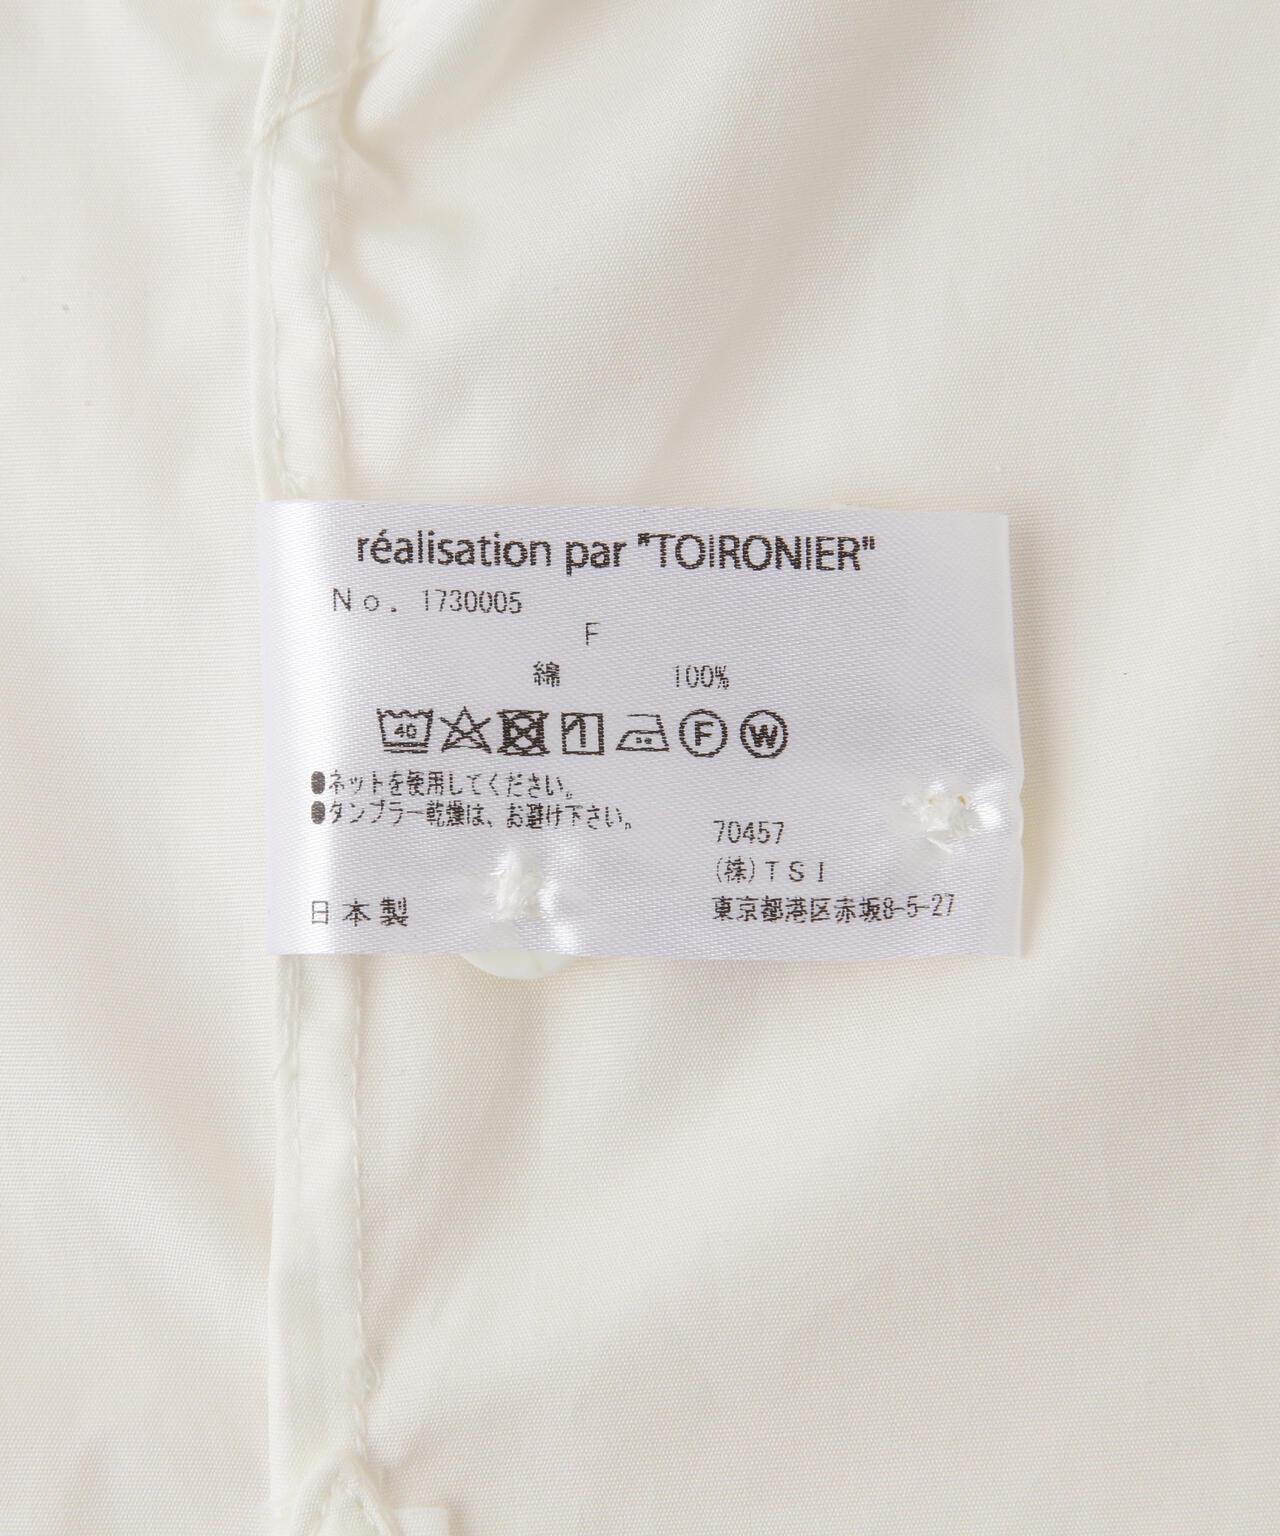 réalisation par "TOIRONIER"
No. 1730005
F
綿 100%
40 1 F W
●ネットを使用してください。
●タンブラー乾燥は、お避け下さい。
70457
(株)TSI
日本製
東京都港区赤坂8-5-27